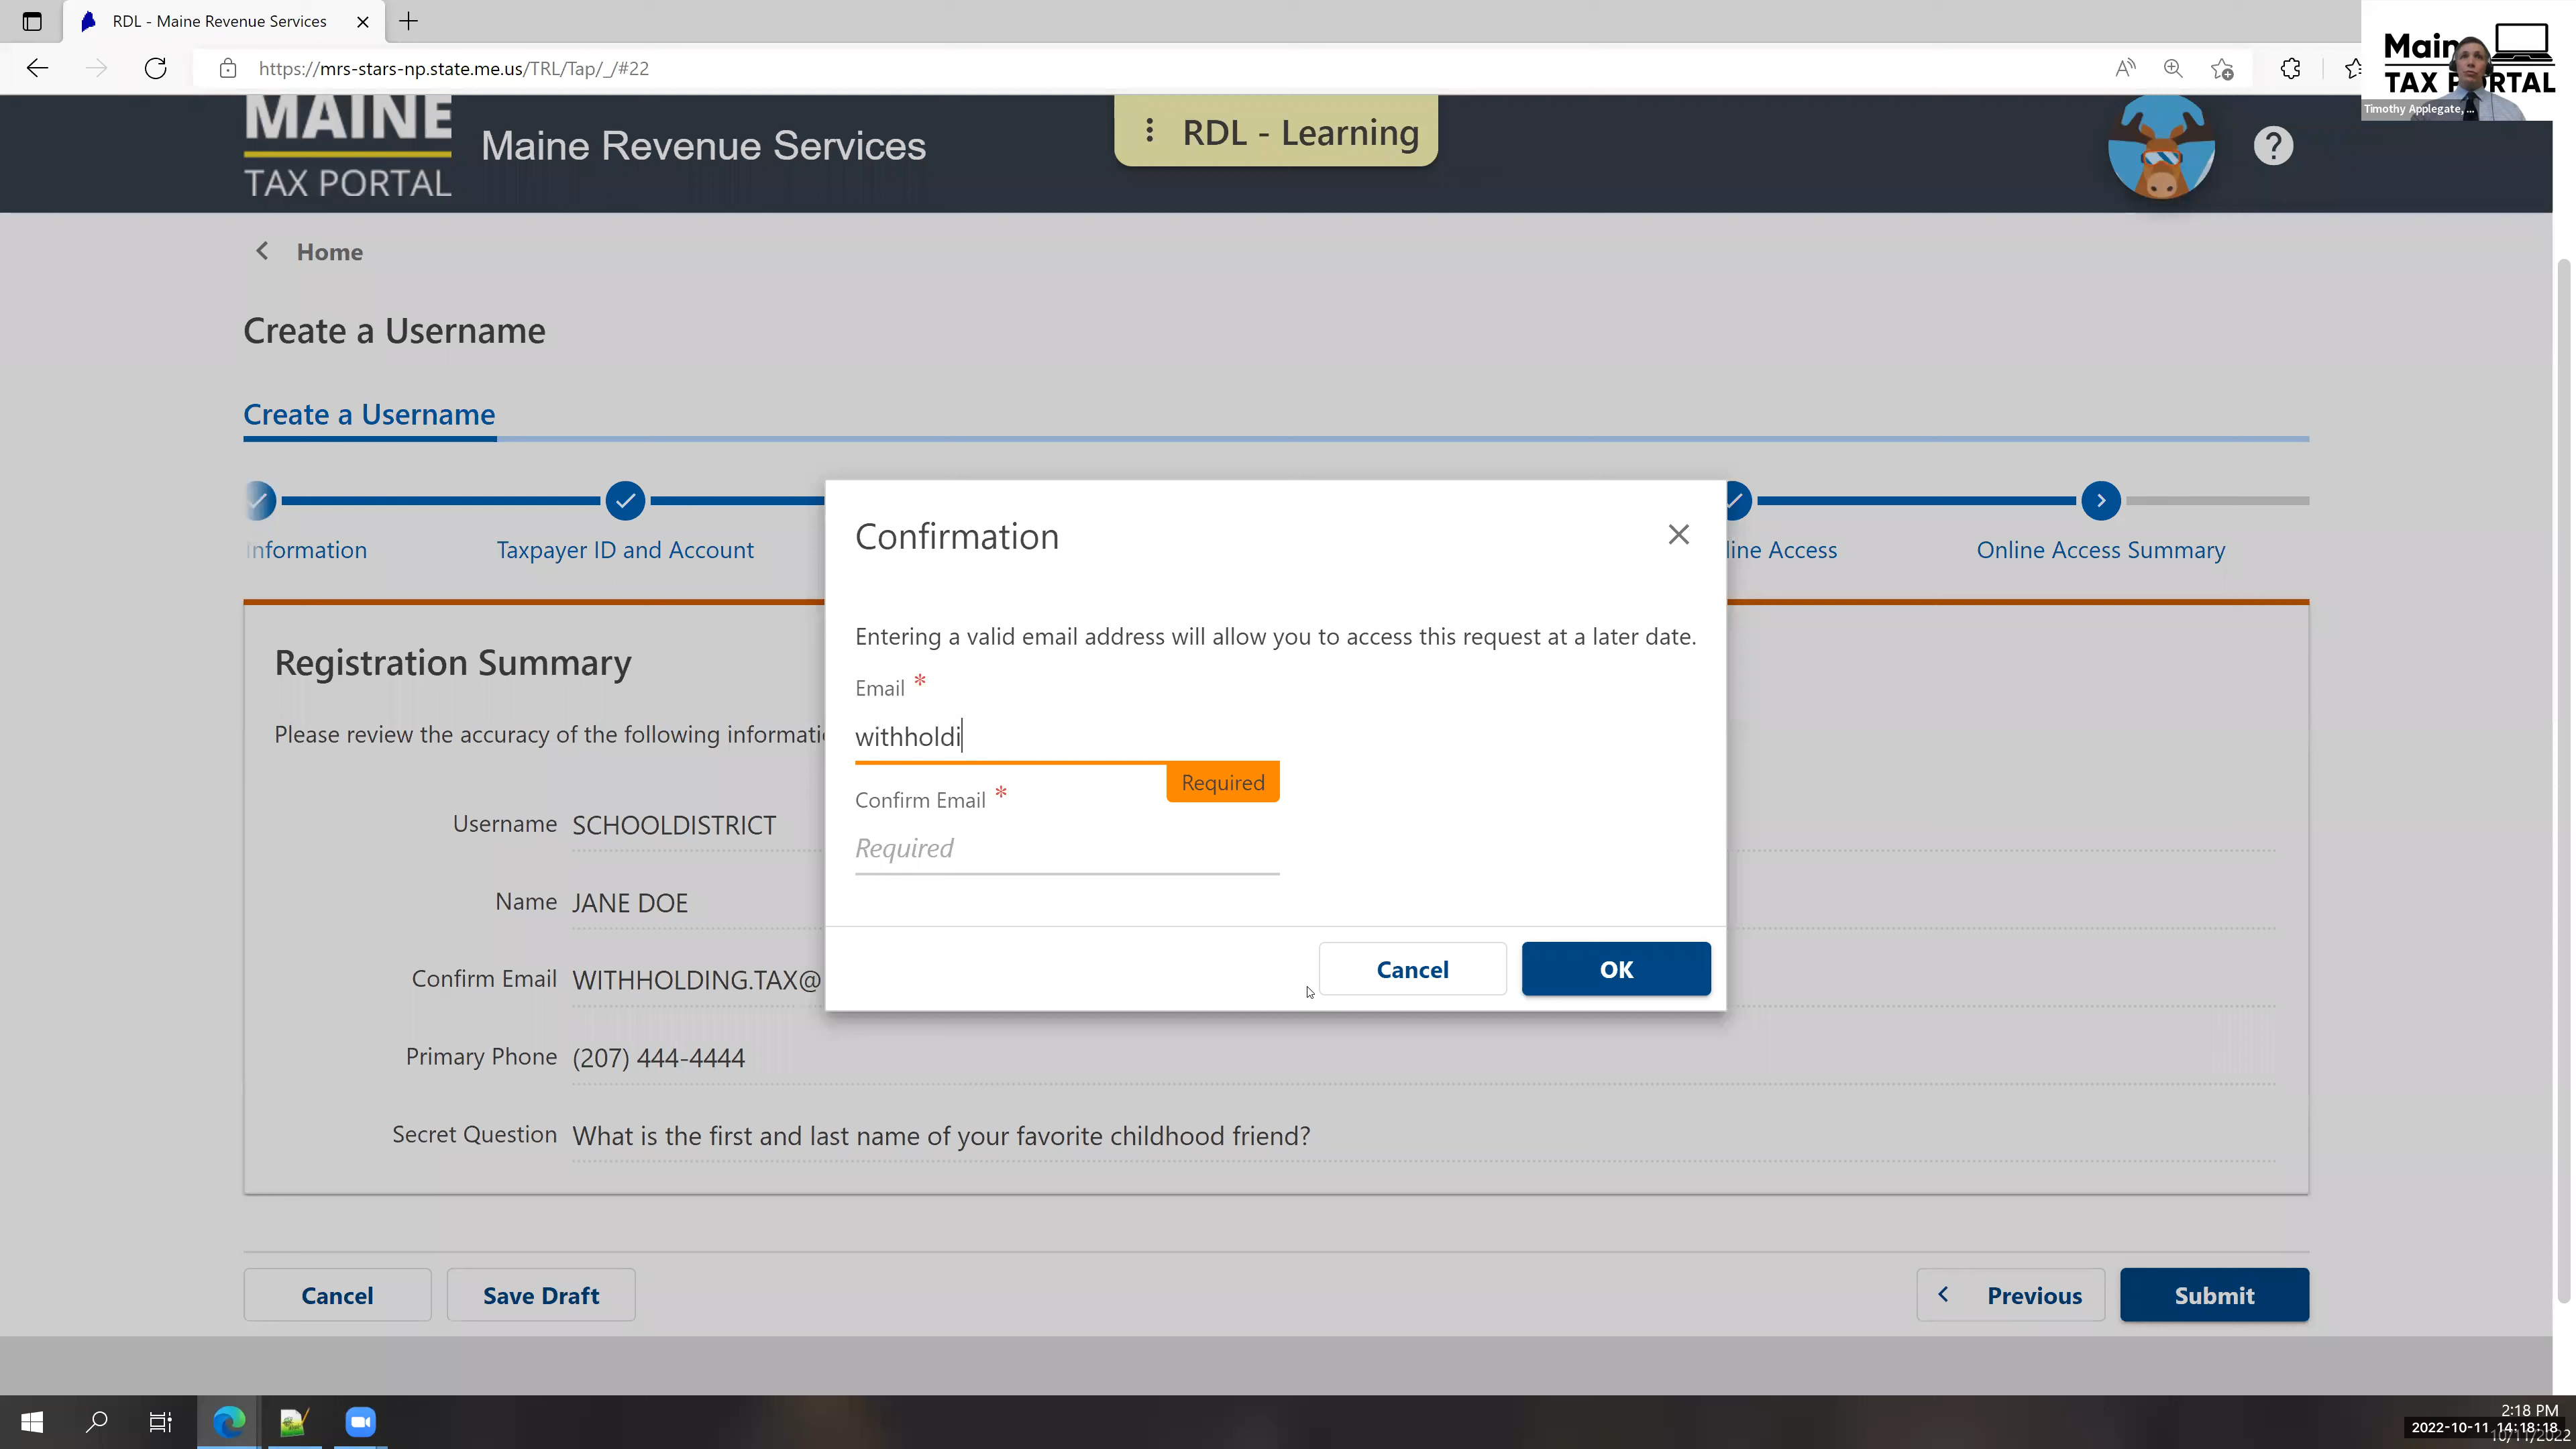 RDL - Maine Revenue Services
https://mrs-stars-np.state.me.us/TRL/Tap/_/#22
TAX PORTAL
Timothy Applegate, ...
MAINE
TAX PORTAL
Maine Revenue Services
RDL - Learning
?
Home
Create a Username
Create a Username
nformation
Taxpayer ID and Account
line Access
Online Access Summary
Registration Summary
Please review the accuracy of the following informati
Username SCHOOLDISTRICT
Name JANE DOE
Confirm Email WITHHOLDING.TAX@
Primary Phone (207) 444-4444
Secret Question What is the first and last name of your favorite childhood friend?
Confirmation
Entering a valid email address will allow you to access this request at a later date.
Email *
withholdi
Required
Confirm Email *
Required
Cancel
OK
Cancel
Save Draft
Previous
Submit
2:18 PM
2022-10-11 14:18:18
10/11/2022